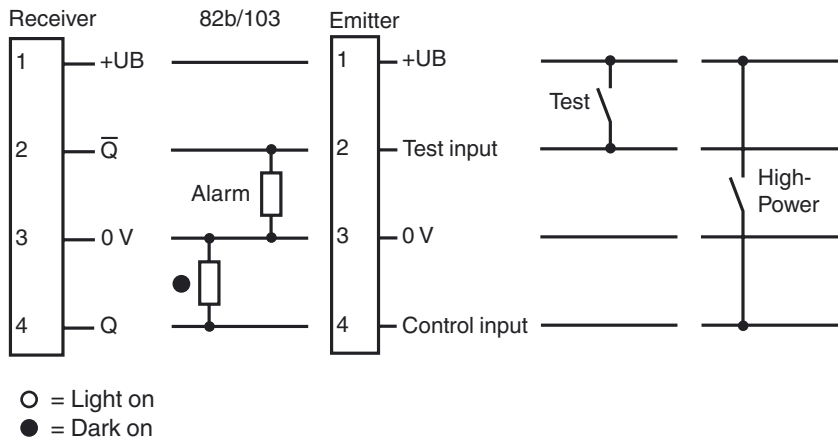 Receiver 82b/103 Emitter
1 +UB 1 +UB
Test
2 Q̅ 2 Test input
Alarm
High-
Power
3 0 V 3 0 V
4 Q 4 Control input
= Light on
= Dark on